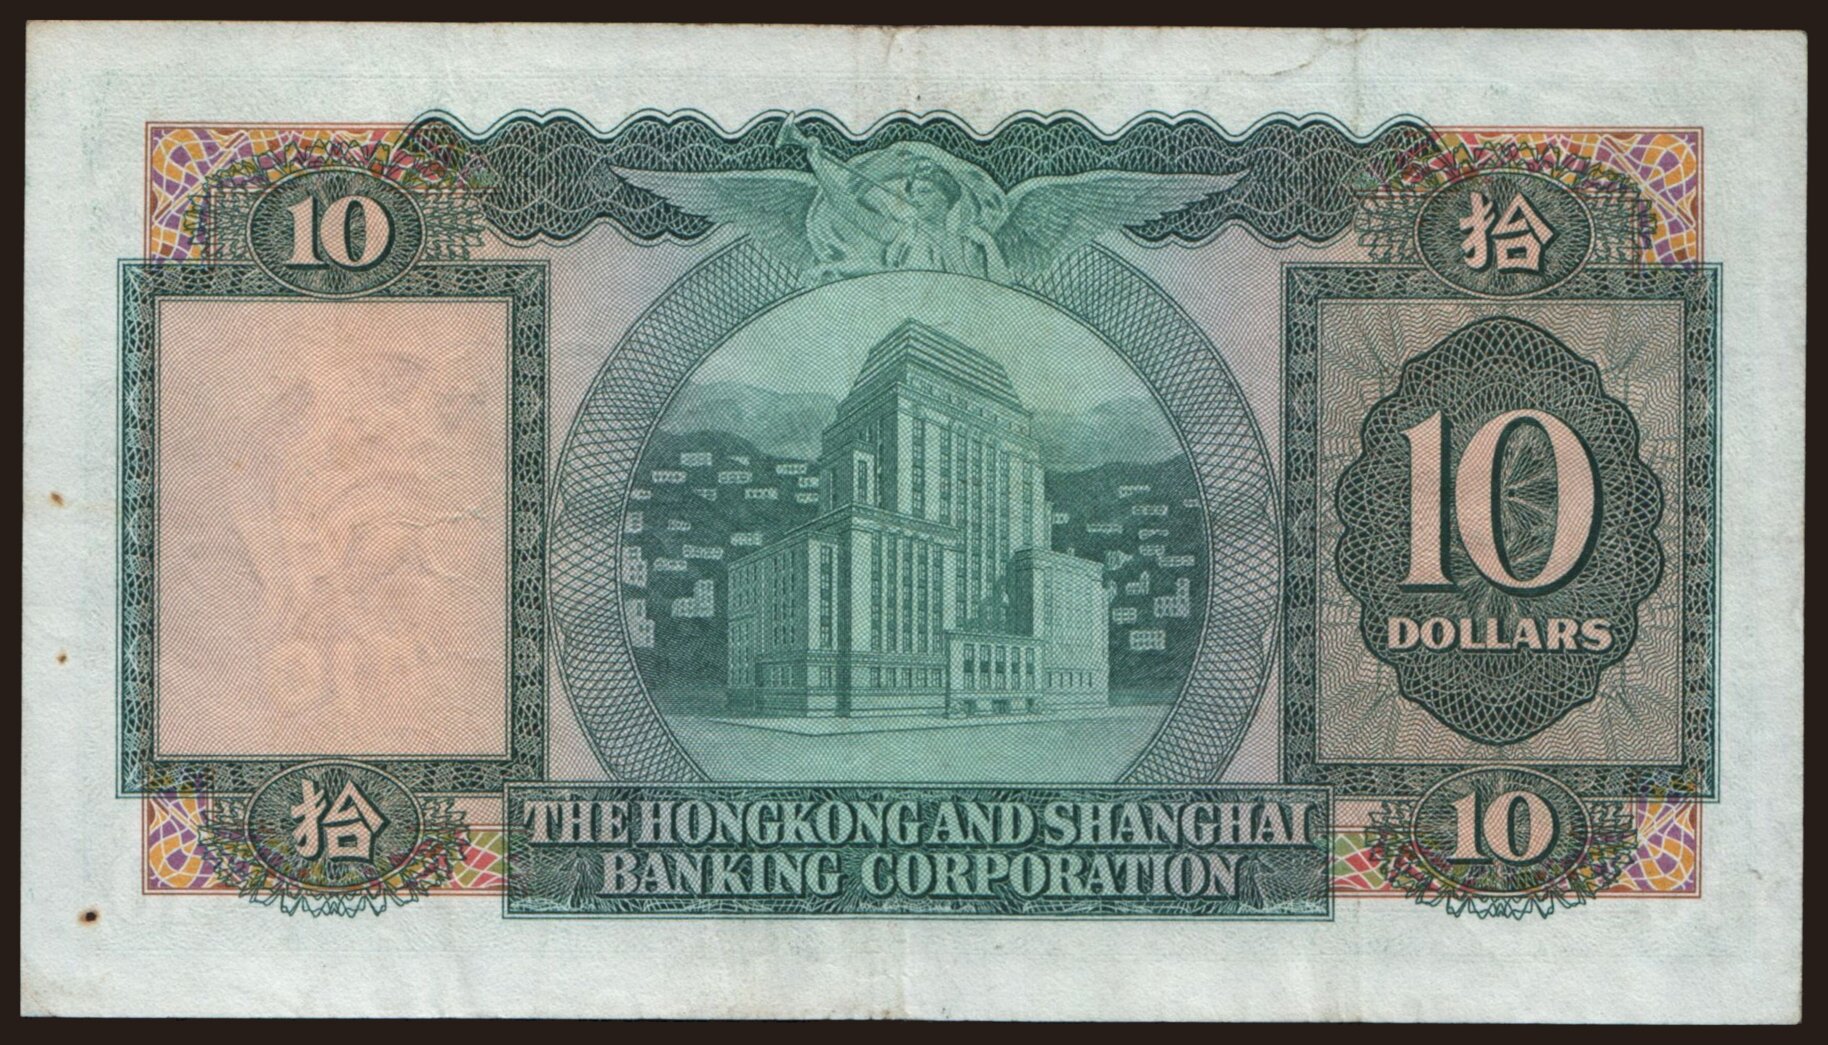 10
拾
10
DOLLARS
拾
10
THE HONGKONG AND SHANGHAI
BANKING CORPORATION